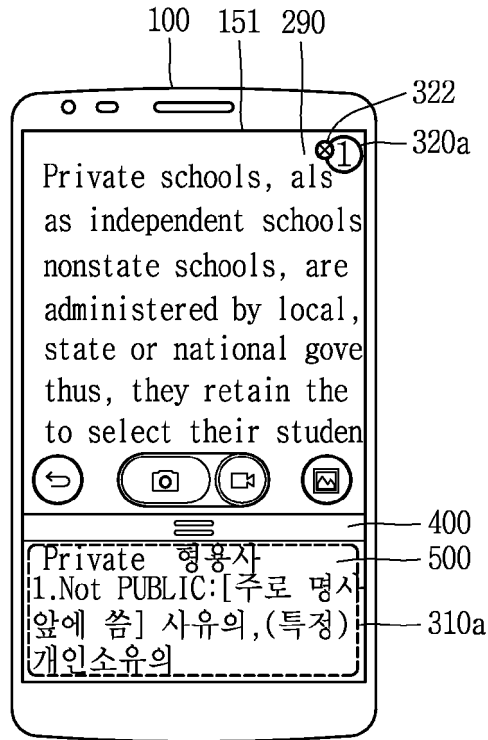 100 151 290
322
1
320a
Private schools, als
as independent schools
nonstate schools, are
administered by local,
state or national gove
thus, they retain the
to select their studen
400
Private 형용사
500
1.Not PUBLIC:[주로 명사
앞에 씀] 사유의,(특정)
310a
개인소유의